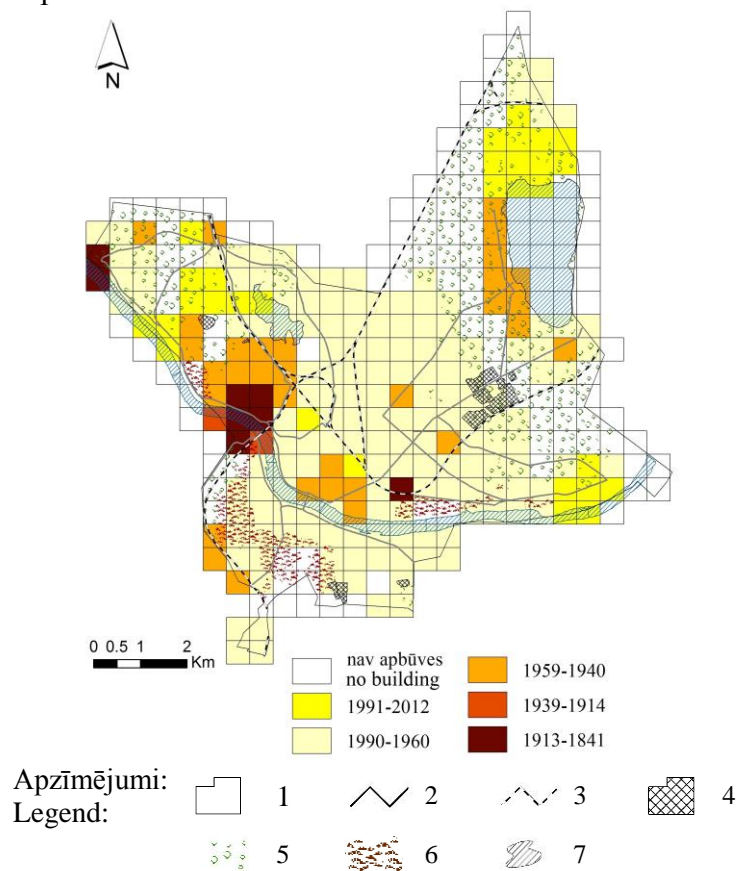 N
0 0.5 1 2
Km
nav apbūves
no building
1991-2012
1990-1960
1959-1940
1939-1914
1913-1841
Apzīmējumi:
Legend:
1
2
3
4
5
6
7